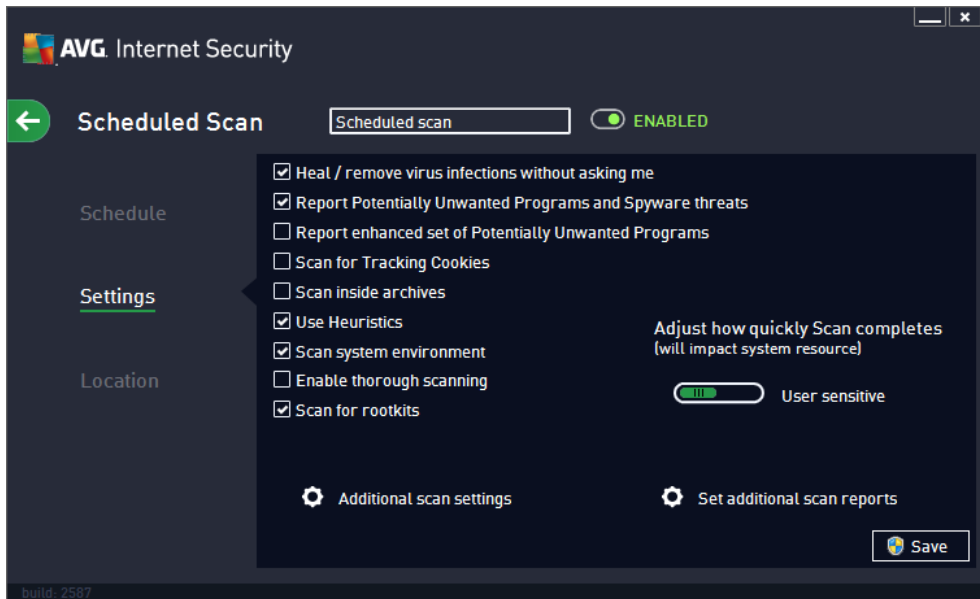 AVG. Internet Security
Scheduled Scan
Scheduled scan
ENABLED
Schedule
Settings
Location
Heal / remove virus infections without asking me
Report Potentially Unwanted Programs and Spyware threats
Report enhanced set of Potentially Unwanted Programs
Scan for Tracking Cookies
Scan inside archives
Use Heuristics
Scan system environment
Enable thorough scanning
Scan for rootkits
Adjust how quickly Scan completes
(will impact system resource)
User sensitive
Additional scan settings
Set additional scan reports
Save
build: 2587